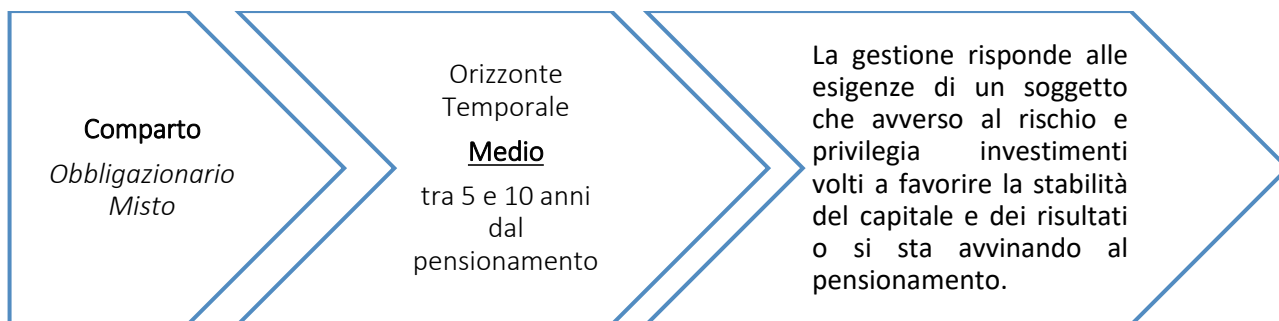 Comparto
Obbligazionario
Misto
Orizzonte
Temporale
Medio
tra 5 e 10 anni
dal
pensionamento
La gestione risponde alle
esigenze di un soggetto
che avverso al rischio e
privilegia investimenti
volti a favorire la stabilità
del capitale e dei risultati
o si sta avvinando al
pensionamento.